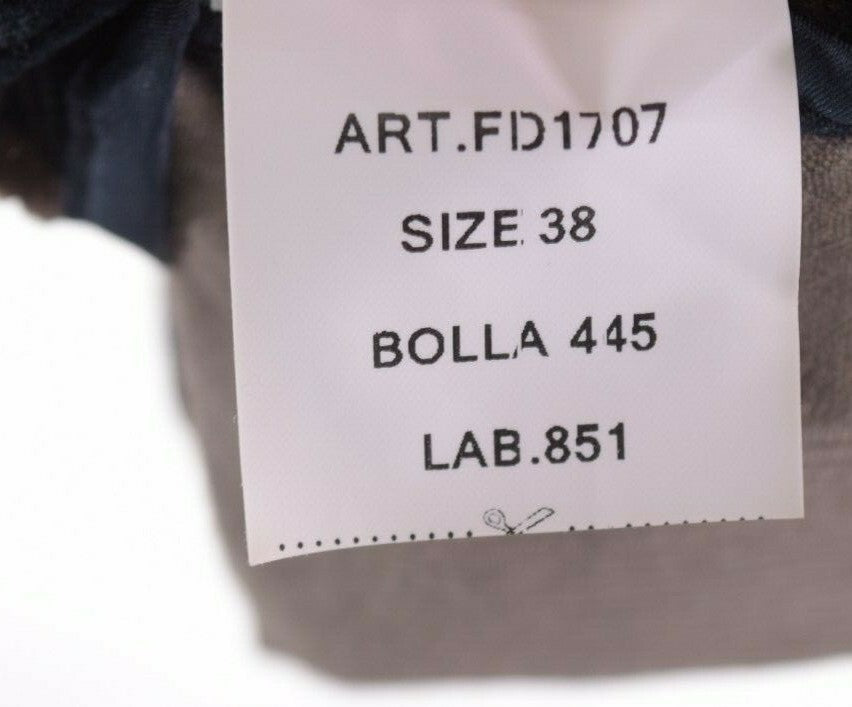 ART.FD1707
SIZE 38
BOLLA 445
LAB.851